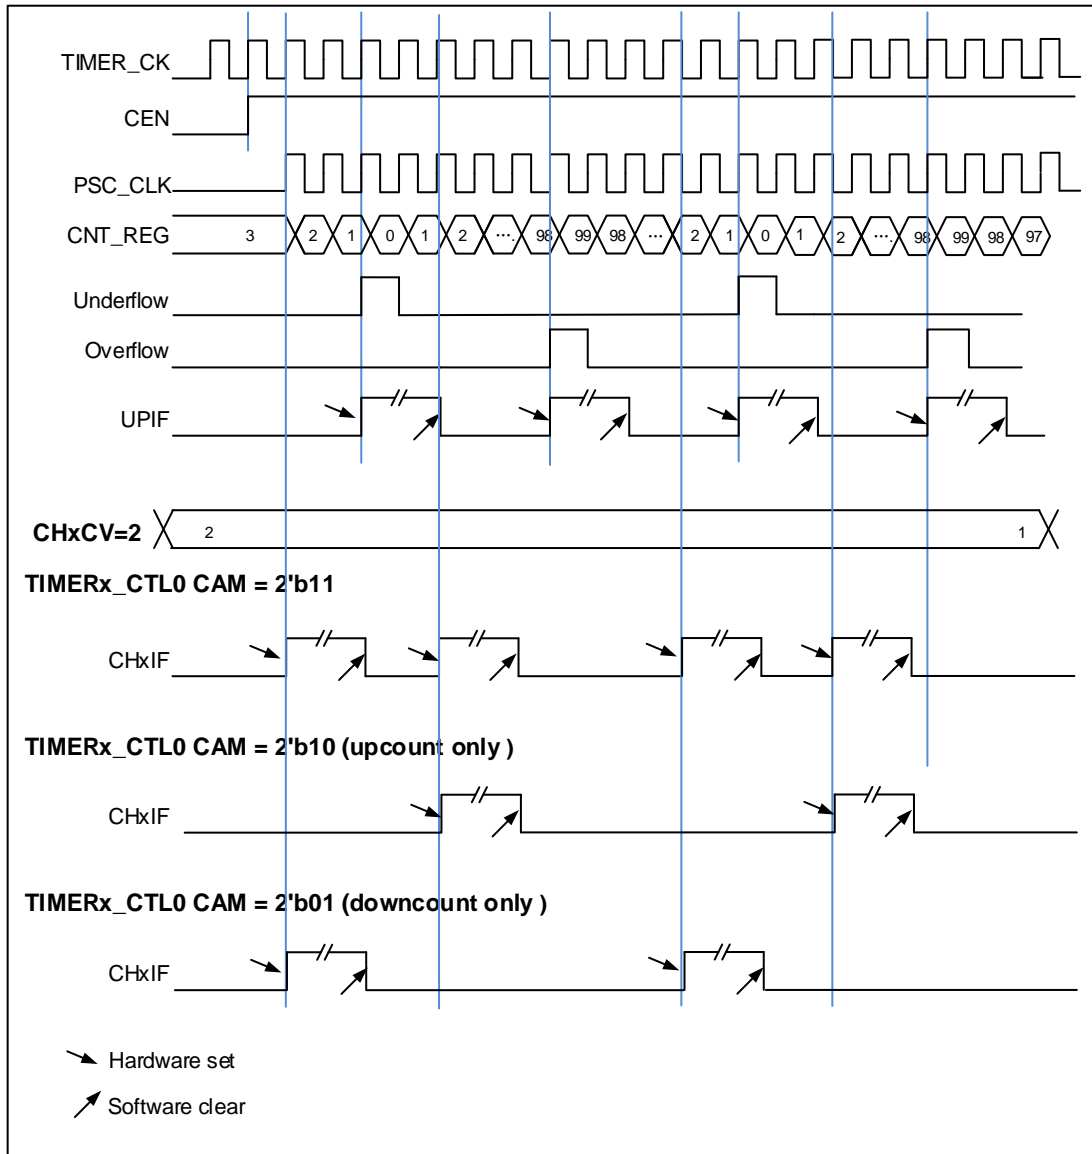 TIMER_CK
CEN
PSC_CLK
CNT_REG 3 2 1 0 1 2 .... 98 99 98 ... 2 1 0 1 2 .... 98 99 98 97
Underflow
Overflow
UPIF
CHxCV=2 2 1
TIMERx_CTL0 CAM = 2'b11
CHxIF
TIMERx_CTL0 CAM = 2'b10 (upcount only )
CHxIF
TIMERx_CTL0 CAM = 2'b01 (downcount only )
CHxIF
Hardware set
Software clear